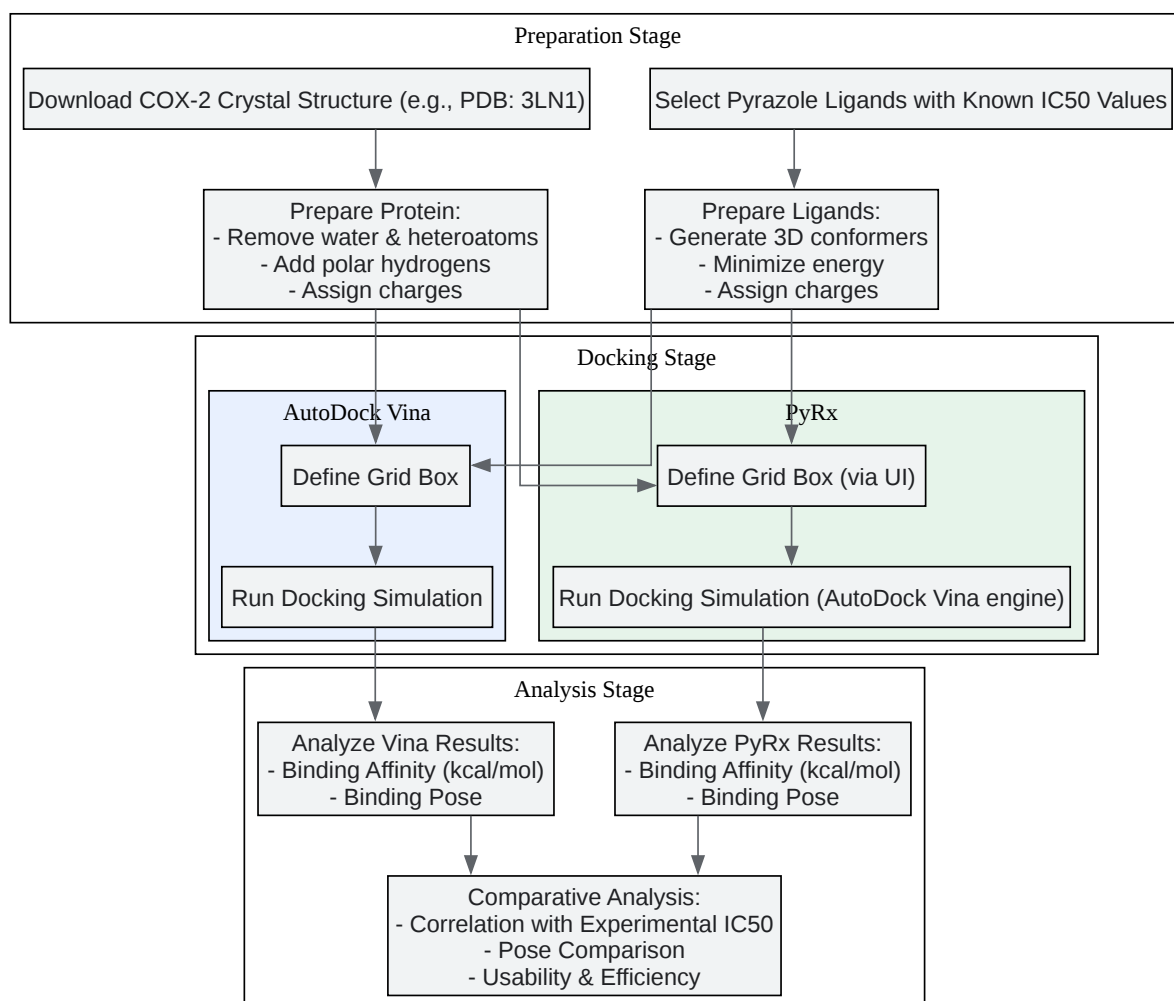 Preparation Stage
Download COX-2 Crystal Structure (e.g., PDB: 3LN1)
Select Pyrazole Ligands with Known IC50 Values
Prepare Protein:
- Remove water & heteroatoms
- Add polar hydrogens
- Assign charges
Prepare Ligands:
- Generate 3D conformers
- Minimize energy
- Assign charges
Docking Stage
AutoDock Vina
Define Grid Box
Run Docking Simulation
PyRx
Define Grid Box (via UI)
Run Docking Simulation (AutoDock Vina engine)
Analysis Stage
Analyze Vina Results:
- Binding Affinity (kcal/mol)
- Binding Pose
Analyze PyRx Results:
- Binding Affinity (kcal/mol)
- Binding Pose
Comparative Analysis:
- Correlation with Experimental IC50
- Pose Comparison
- Usability & Efficiency